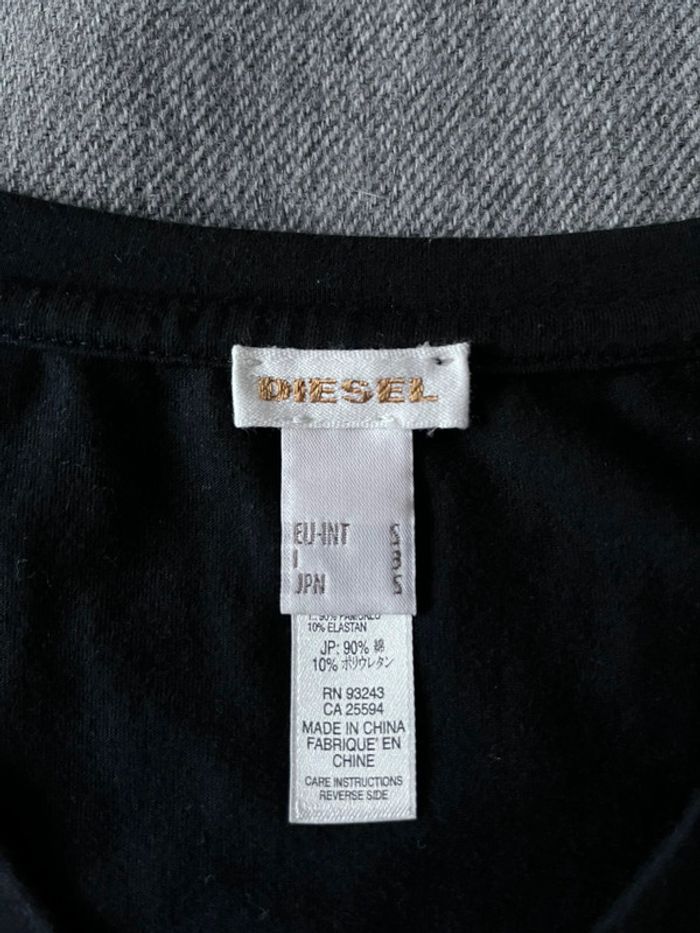 DIESEL
EU-INT S
I 3
JPN S
10% ELASTAN
JP: 90% 綿
10% ポリウレタン
RN 93243
CA 25594
MADE IN CHINA
FABRIQUE' EN
CHINE
CARE INSTRUCTIONS
REVERSE SIDE